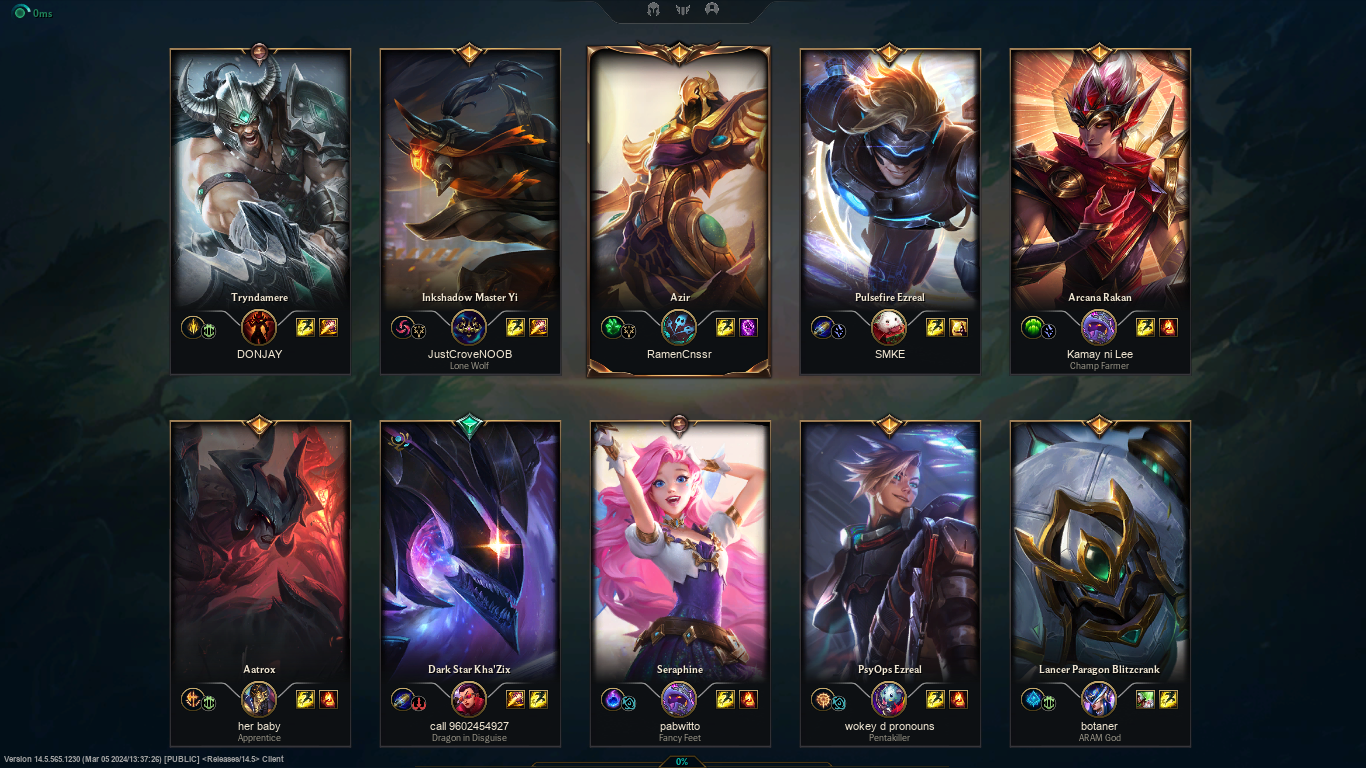 0ms
Tryndamere
DONJAY
Inkshadow Master Yi
JustCroveNOOB
Lone Wolf
Azir
RamenCnssr
Pulsefire Ezreal
SMKE
Arcana Rakan
Kamay ni Lee
Champ Farmer
Aatrox
her baby
Apprentice
Dark Star Kha'Zix
call 9602454927
Dragon in Disguise
Seraphine
pabwitto
Fancy Feet
PsyOps Ezreal
wokey d pronouns
Pentakiller
Lancer Paragon Blitzcrank
botaner
ARAM God
Version 14.5.565.1230 (Mar 05 2024/13:37:26) [PUBLIC] <Releases/14.5> Client
0%